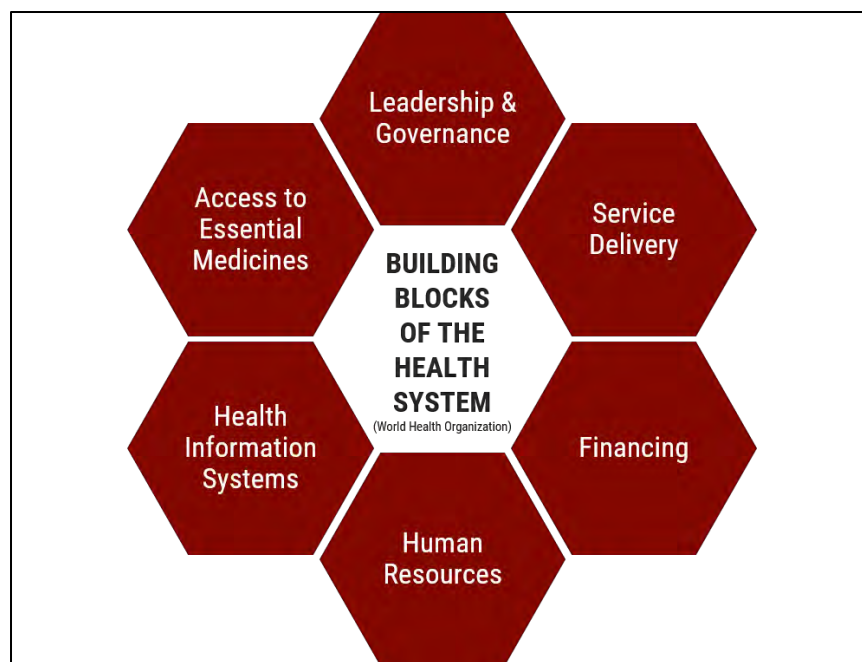 Leadership &
Governance
Access to
Essential
Medicines
Service
Delivery
BUILDING
BLOCKS
OF THE
HEALTH
SYSTEM
(World Health Organization)
Health
Information
Systems
Financing
Human
Resources